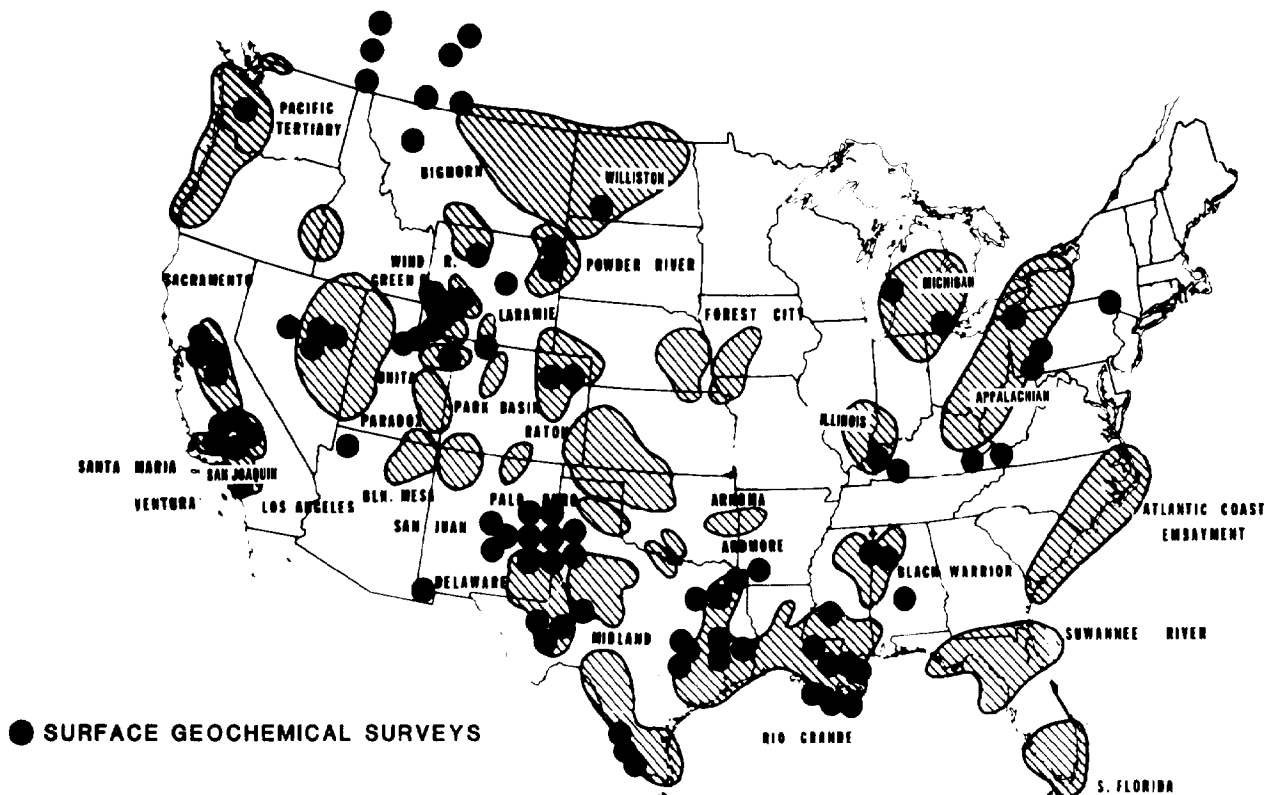 PACIFIC
TERTIARY
BIGHORN
WILLISTON
WIND R.
GREEN
POWDER RIVER
SACRAMENTO
MICHIGAN
LARAMIE
FOREST CITY
UNITA
PARK BASIN
APPALACHIAN
PARADOX
RATON
ILLINOIS
SANTA MARIA
SAN JOAQUIN
VENTURA
LOS ANGELES
BLK. MESA
PALO DURO
ARKOMA
ATLANTIC COAST
EMBAYMENT
SAN JUAN
ARDMORE
DELAWARE
BLACK WARRIOR
MIDLAND
SUWANNEE RIVER
SURFACE GEOCHEMICAL SURVEYS
RIO GRANDE
S. FLORIDA